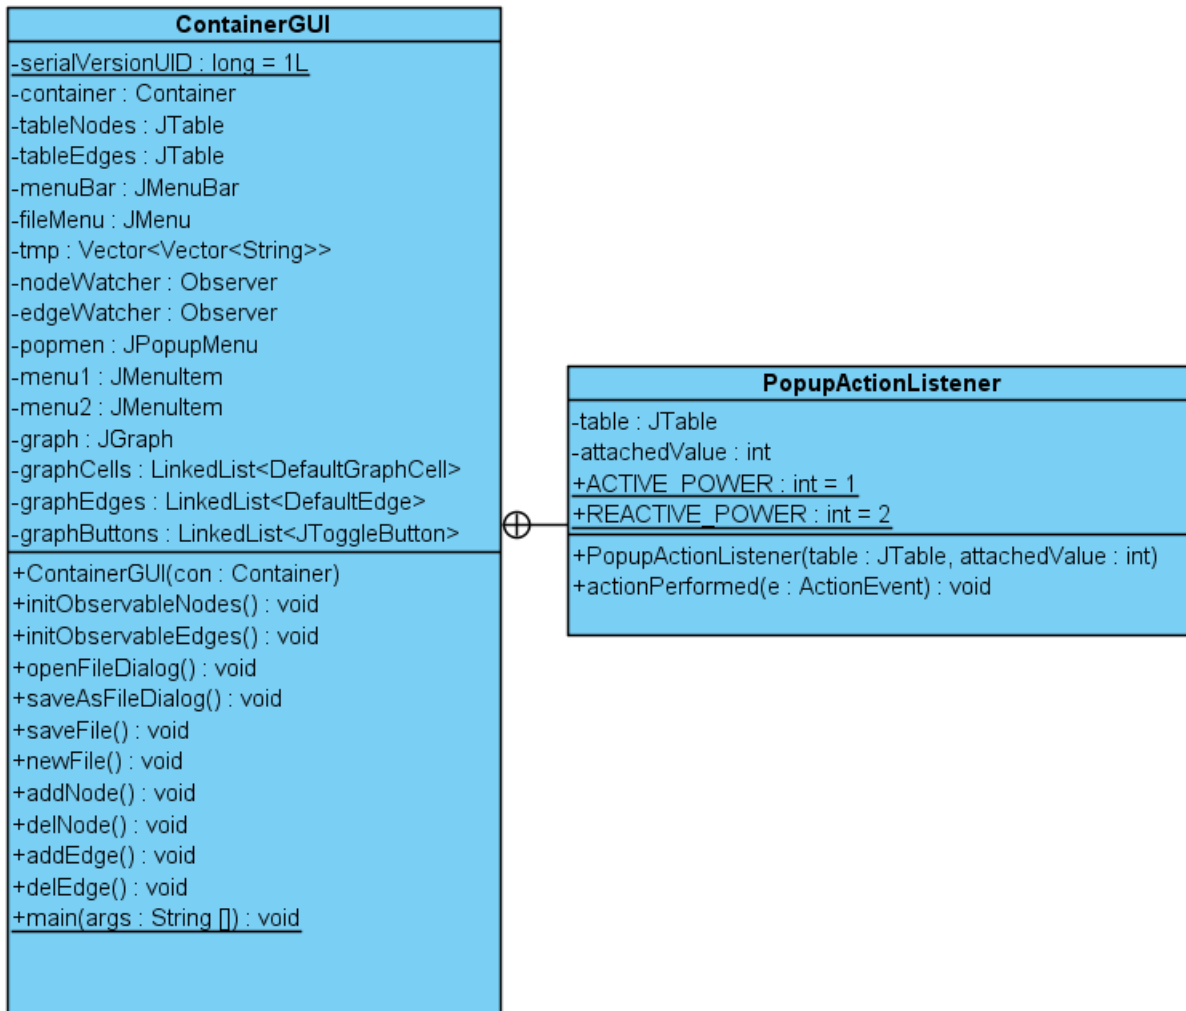 ContainerGUI
-serialVersionUID : long = 1L
-container : Container
-tableNodes : JTable
-tableEdges : JTable
-menuBar : JMenuBar
-fileMenu : JMenu
-tmp : Vector<Vector<String>>
-nodeWatcher : Observer
-edgeWatcher : Observer
-popmen : JPopupMenu
-menu1 : JMenuItem
-menu2 : JMenuItem
-graph : JGraph
-graphCells : LinkedList<DefaultGraphCell>
-graphEdges : LinkedList<DefaultEdge>
-graphButtons : LinkedList<JToggleButton>
+ContainerGUI(con : Container)
+initObservableNodes() : void
+initObservableEdges() : void
+openFileDialog() : void
+saveAsFileDialog() : void
+saveFile() : void
+newFile() : void
+addNode() : void
+delNode() : void
+addEdge() : void
+delEdge() : void
+main(args : String []) : void
PopupActionListener
-table : JTable
-attachedValue : int
+ACTIVE_POWER : int = 1
+REACTIVE_POWER : int = 2
+PopupActionListener(table : JTable, attachedValue : int)
+actionPerformed(e : ActionEvent) : void